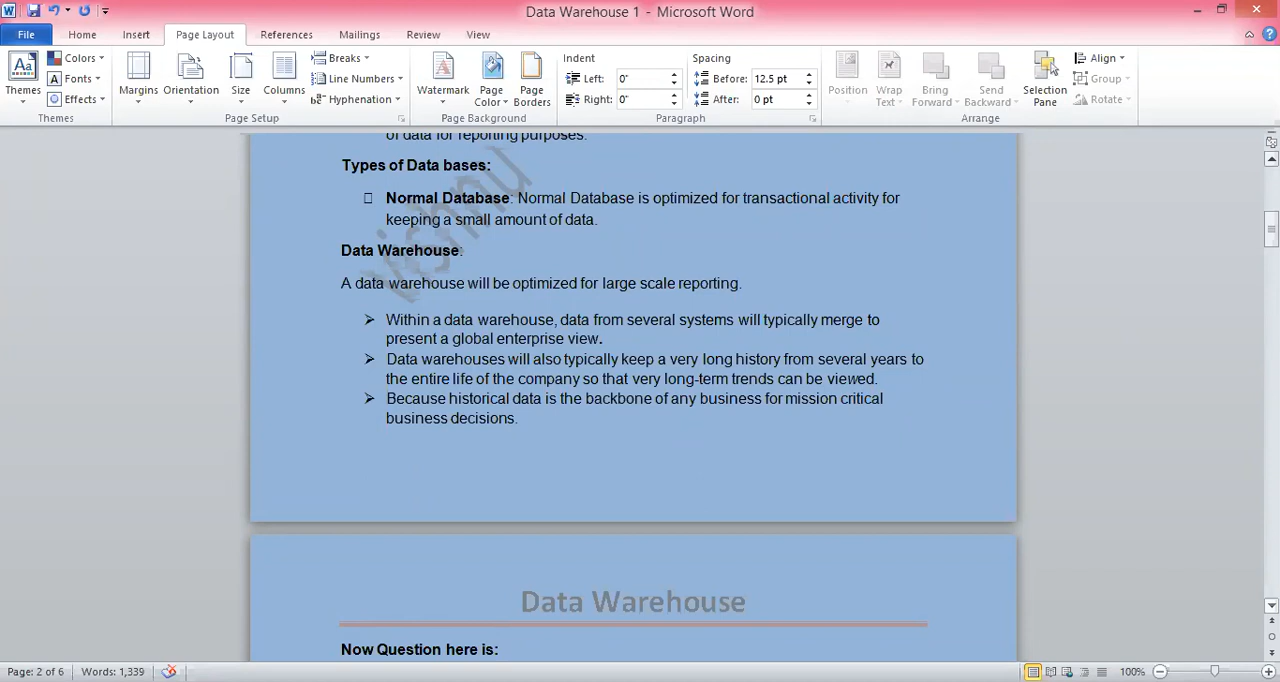 Data Warehouse 1 - Microsoft Word
File Home Insert Page Layout References Mailings Review View
Themes
Colors
Fonts
Effects
Themes
Margins Orientation Size Columns
Breaks
Line Numbers
Hyphenation
Page Setup
Watermark Page Color Page Borders
Page Background
Indent
Left: 0"
Right: 0"
Spacing
Before: 12.5 pt
After: 0 pt
Paragraph
Position Wrap Text Bring Forward Send Backward Selection Pane
Align
Group
Rotate
Arrange
of data for reporting purposes.
Types of Data bases:
Normal Database: Normal Database is optimized for transactional activity for
keeping a small amount of data.
Data Warehouse:
A data warehouse will be optimized for large scale reporting.
Within a data warehouse, data from several systems will typically merge to
present a global enterprise view.
Data warehouses will also typically keep a very long history from several years to
the entire life of the company so that very long-term trends can be viewed.
Because historical data is the backbone of any business for mission critical
business decisions.
vishnu
Data Warehouse
Now Question here is:
Page: 2 of 6 Words: 1,339 100%